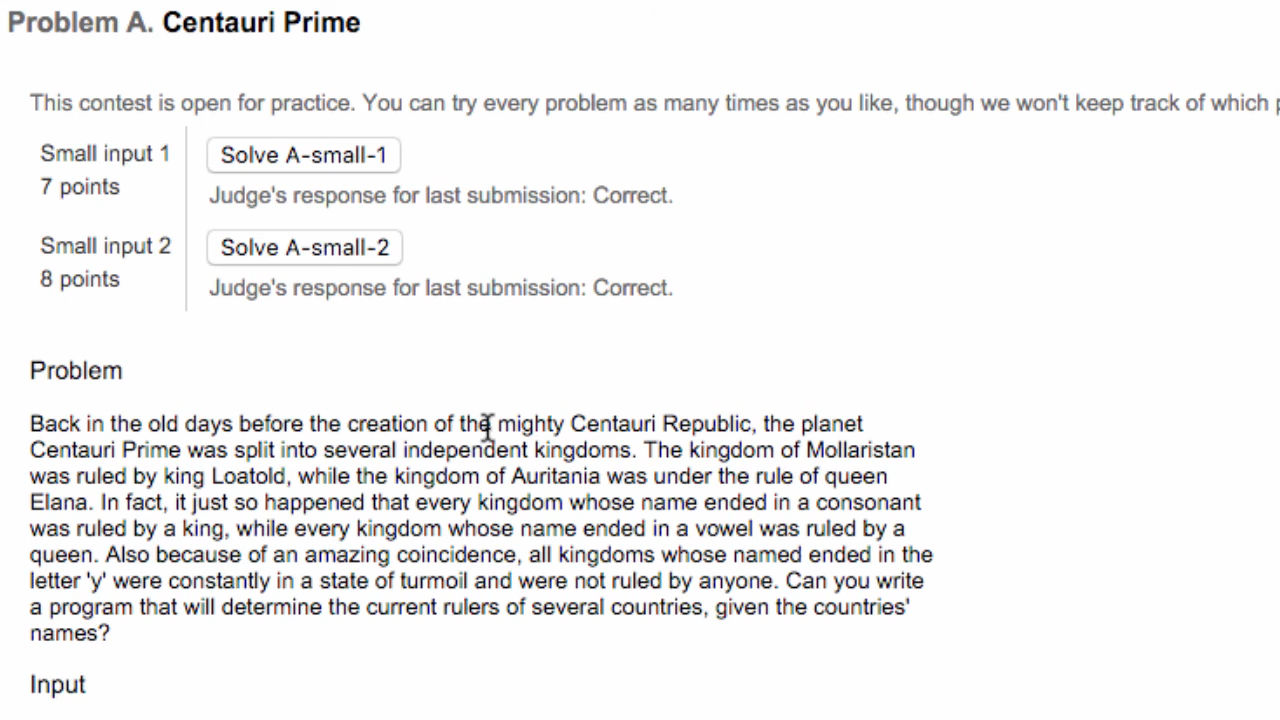 Problem A. Centauri Prime
This contest is open for practice. You can try every problem as many times as you like, though we won't keep track of which
Small input 1
7 points
Solve A-small-1
Judge's response for last submission: Correct.
Small input 2
8 points
Solve A-small-2
Judge's response for last submission: Correct.
Problem
Back in the old days before the creation of the mighty Centauri Republic, the planet
Centauri Prime was split into several independent kingdoms. The kingdom of Mollaristan
was ruled by king Loatold, while the kingdom of Auritania was under the rule of queen
Elana. In fact, it just so happened that every kingdom whose name ended in a consonant
was ruled by a king, while every kingdom whose name ended in a vowel was ruled by a
queen. Also because of an amazing coincidence, all kingdoms whose named ended in the
letter 'y' were constantly in a state of turmoil and were not ruled by anyone. Can you write
a program that will determine the current rulers of several countries, given the countries'
names?
Input